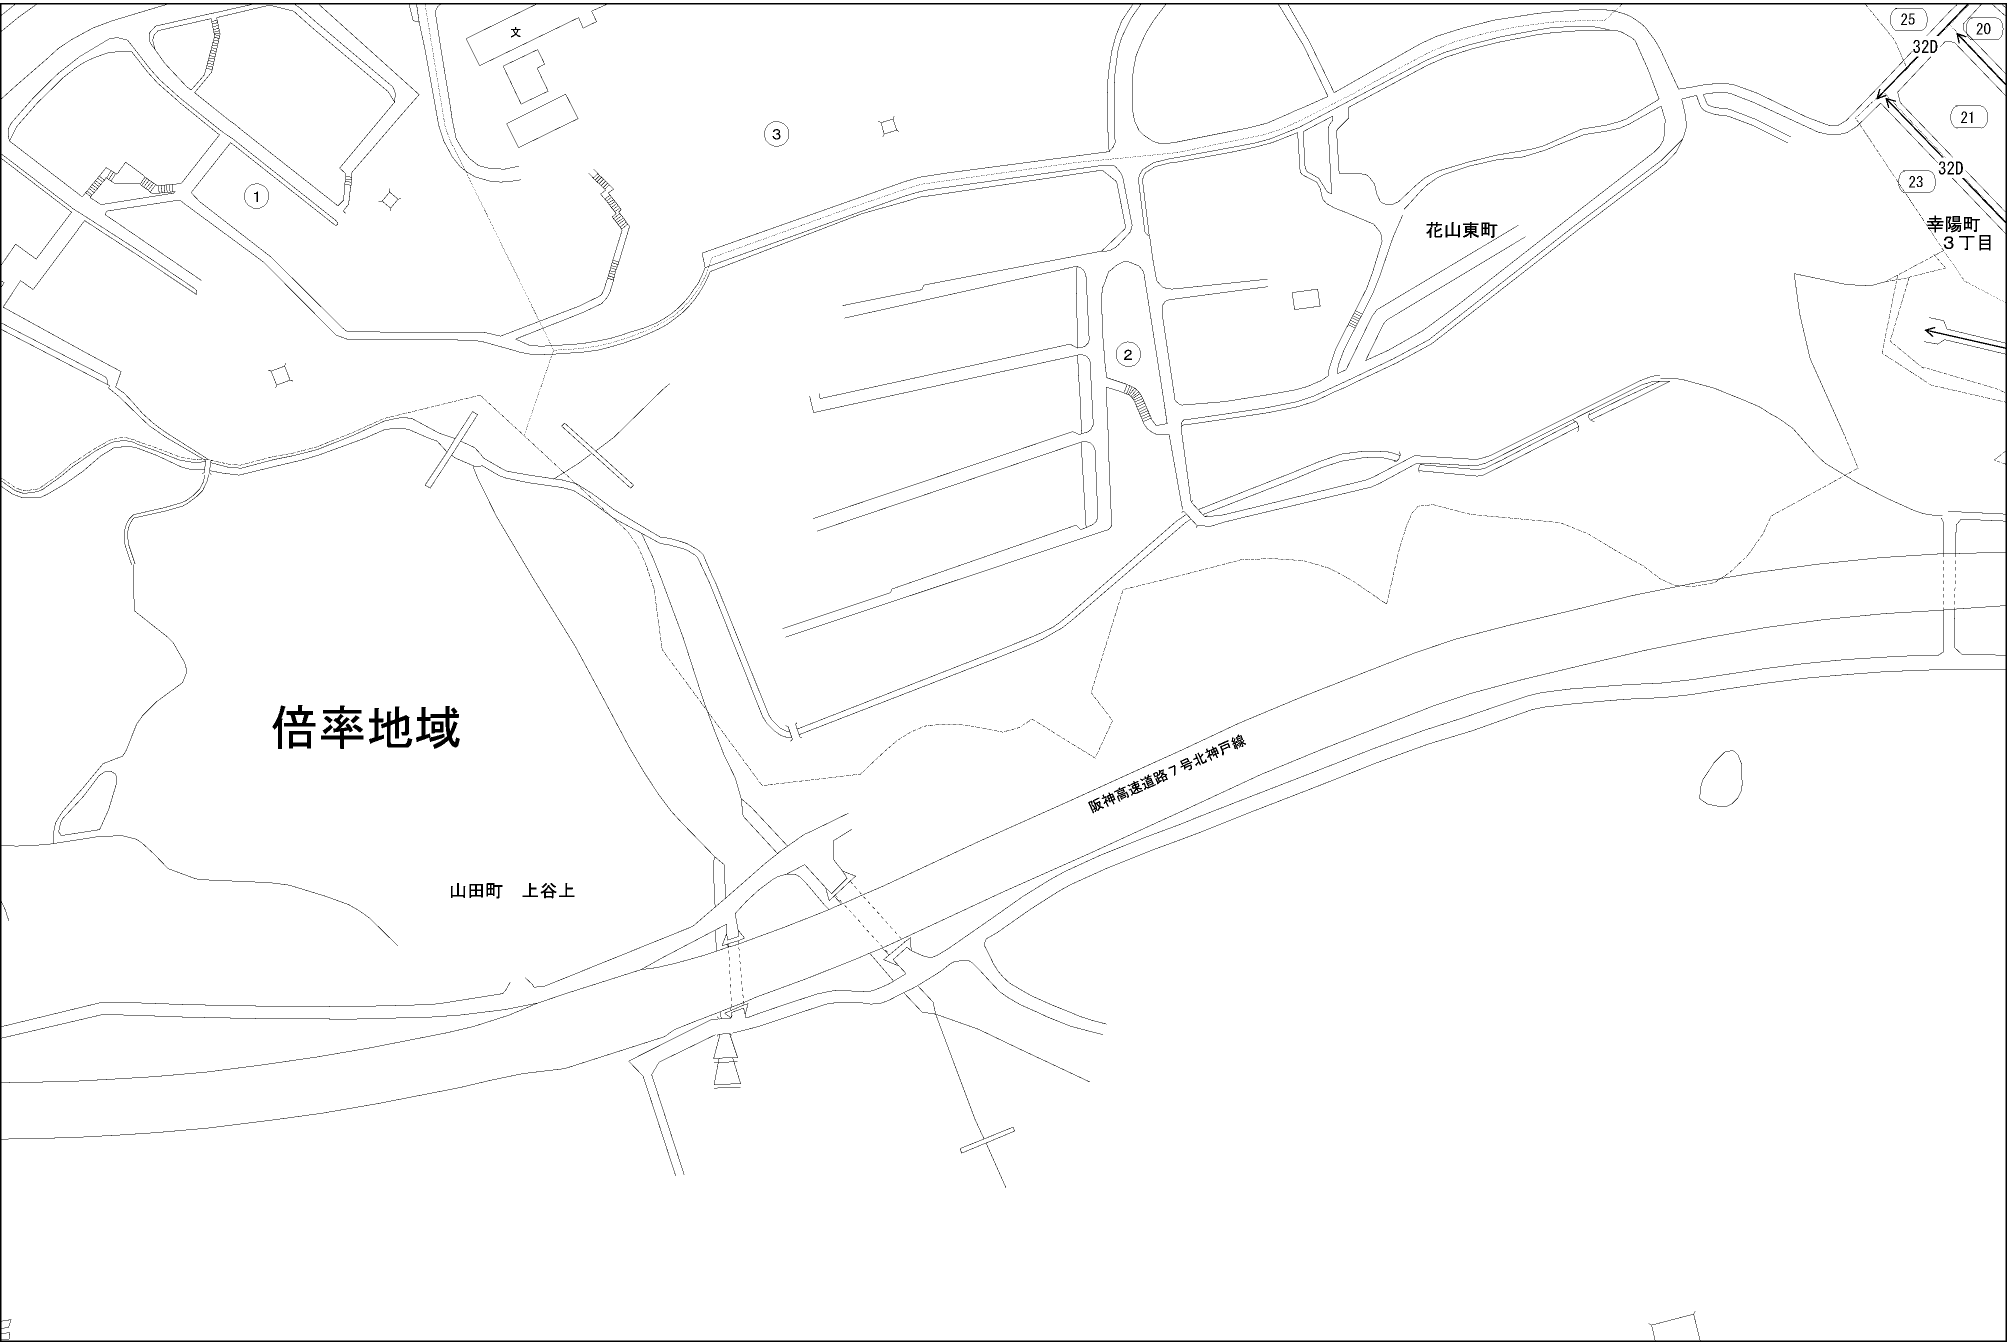 25
20
32D
文
21
3
32D
23
1
幸陽町
3丁目
花山東町
2
倍率地域
阪神高速道路7号北神戸線
山田町　上谷上